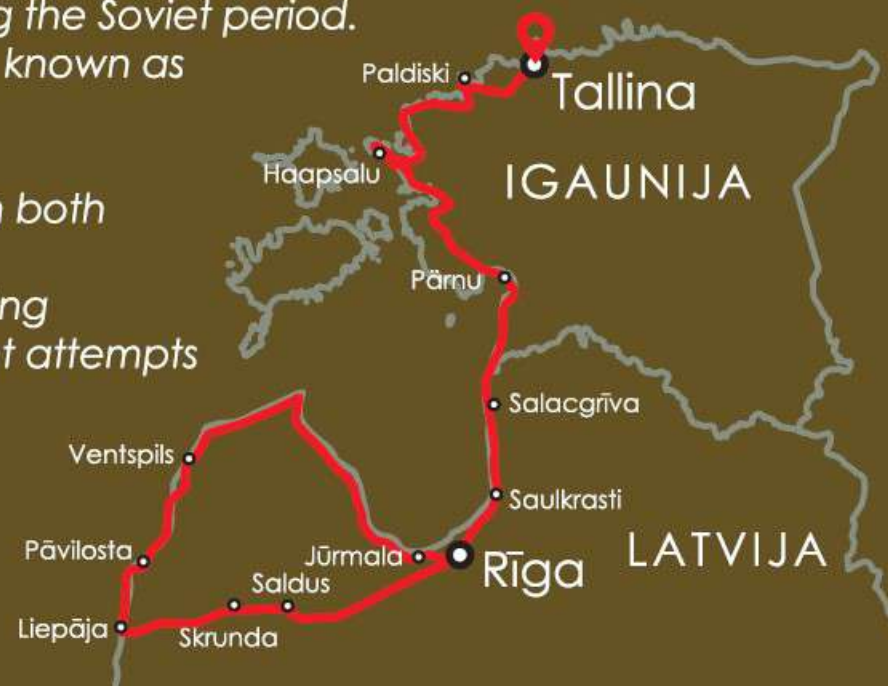 g the Soviet period.
known as
both
ng
t attempts
Paldiski
Tallina
Haapsalu
IGAUNIJA
Pärnu
Salacgrīva
Ventspils
Saulkrasti
Pāvilosta
Jūrmala
Rīga
LATVIJA
Saldus
Liepāja
Skrunda